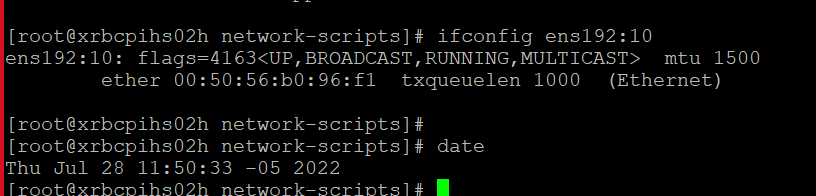 [root@xrbcpihs02h network-scripts]# ifconfig ens192:10
ens192:10: flags=4163<UP,BROADCAST,RUNNING,MULTICAST>  mtu 1500
        ether 00:50:56:b0:96:f1  txqueuelen 1000  (Ethernet)
[root@xrbcpihs02h network-scripts]#
[root@xrbcpihs02h network-scripts]# date
Thu Jul 28 11:50:33 -05 2022
[root@xrbcpihs02h network-scripts]#